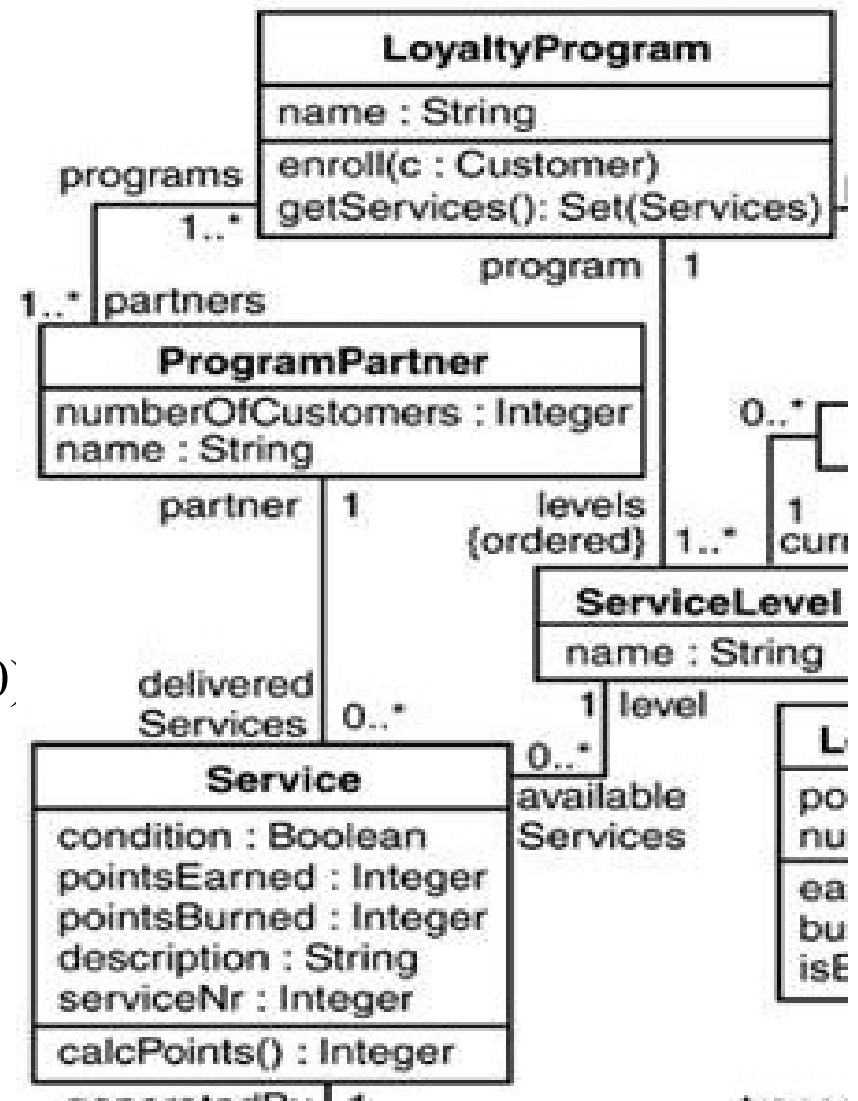 LoyaltyProgram
name : String
enroll(c : Customer)
getServices(): Set(Services)
programs
1..*
program 1
1..* partners
ProgramPartner
numberOfCustomers : Integer
name : String
0..*
partner 1
levels
{ordered} 1..*
1
ServiceLevel
name : String
delivered
Services 0..*
1 level
0..*
available
Services
Service
condition : Boolean
pointsEarned : Integer
pointsBurned : Integer
description : String
serviceNr : Integer
calcPoints() : Integer
1